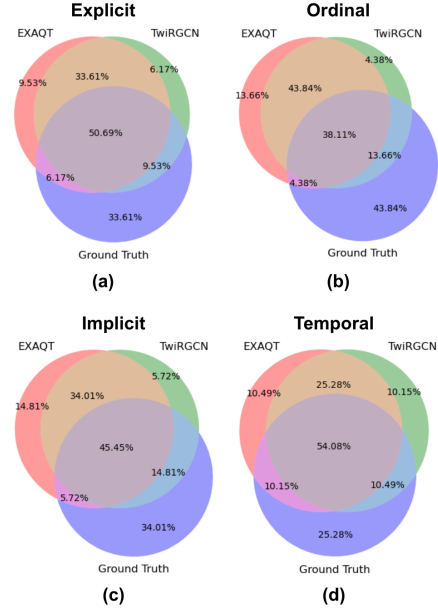 Explicit
EXAQT
TwiRGCN
6.17%
9.53%
33.61%
50.69%
9.53%
6.17%
33.61%
Ground Truth
(a)
Ordinal
EXAQT
TwiRGCN
4.38%
13.66%
43.84%
38.11%
13.66%
4.38%
43.84%
Ground Truth
(b)
Implicit
EXAQT
TwiRGCN
5.72%
14.81%
34.01%
45.45%
14.81%
5.72%
34.01%
Ground Truth
(c)
Temporal
EXAQT
TwiRGCN
25.28%
10.49%
10.15%
54.08%
10.15%
10.49%
25.28%
Ground Truth
(d)